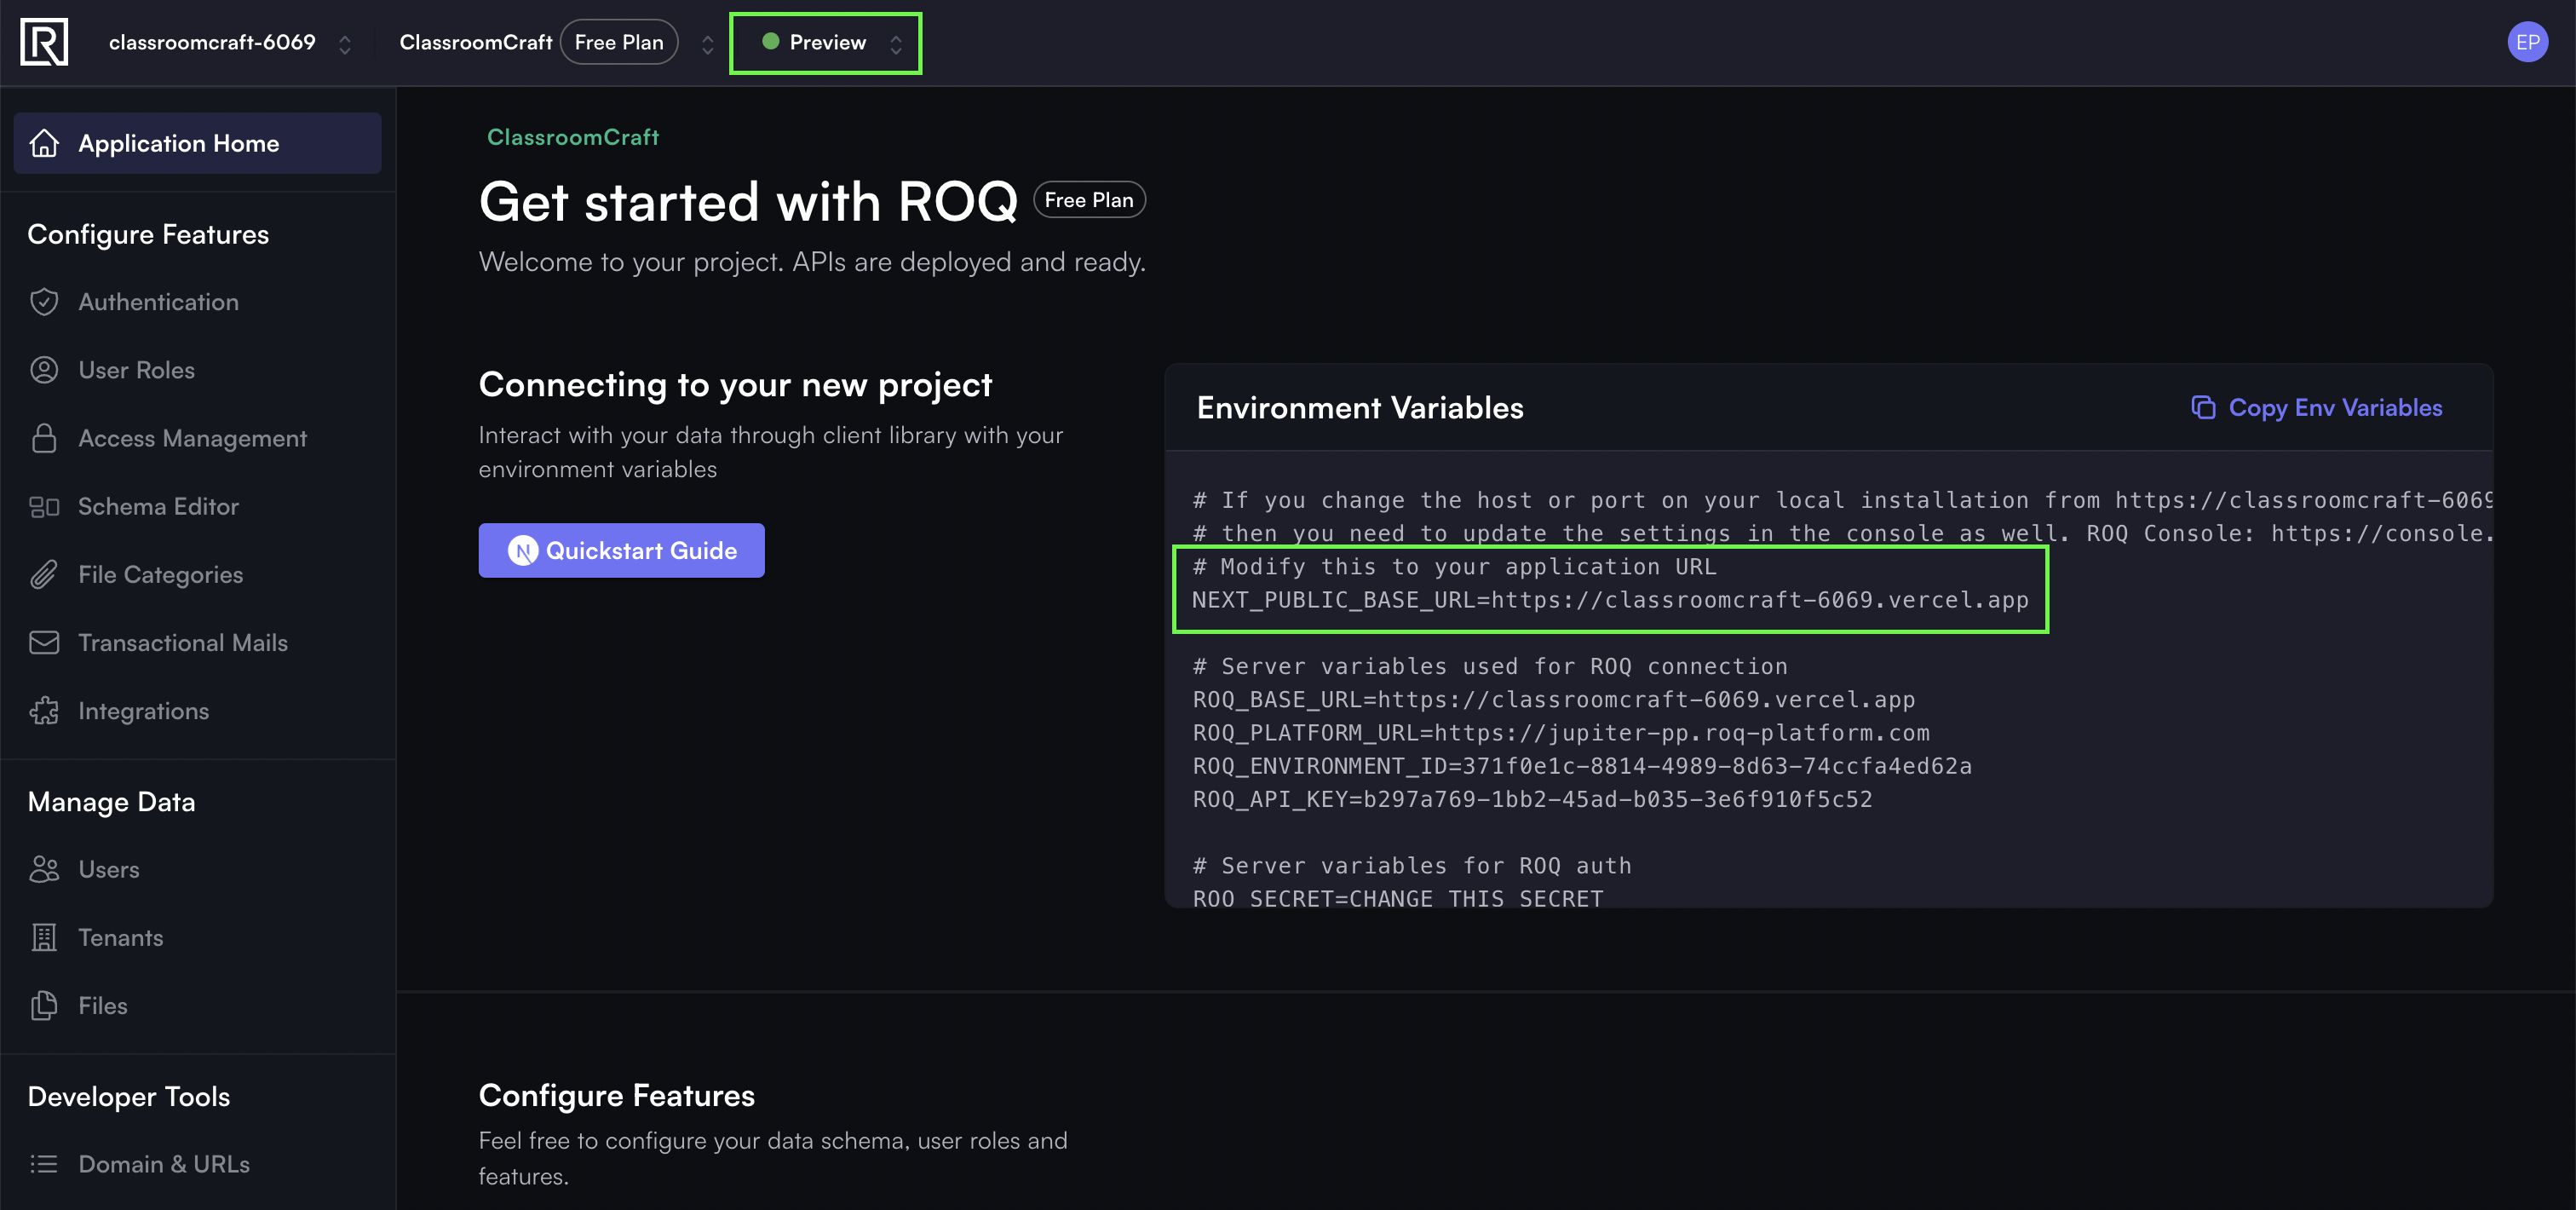 classroomcraft-6069
ClassroomCraft Free Plan
Preview
EP
Application Home
Configure Features
Authentication
User Roles
Access Management
Schema Editor
File Categories
Transactional Mails
Integrations
Manage Data
Users
Tenants
Files
Developer Tools
Domain & URLs
ClassroomCraft
Get started with ROQ Free Plan
Welcome to your project. APIs are deployed and ready.
Connecting to your new project
Interact with your data through client library with your
environment variables
N Quickstart Guide
Environment Variables
Copy Env Variables
# If you change the host or port on your local installation from https://classroomcraft-6069
# then you need to update the settings in the console as well. ROQ Console: https://console.
# Modify this to your application URL
NEXT_PUBLIC_BASE_URL=https://classroomcraft-6069.vercel.app
# Server variables used for ROQ connection
ROQ_BASE_URL=https://classroomcraft-6069.vercel.app
ROQ_PLATFORM_URL=https://jupiter-pp.roq-platform.com
ROQ_ENVIRONMENT_ID=371f0e1c-8814-4989-8d63-74ccfa4ed62a
ROQ_API_KEY=b297a769-1bb2-45ad-b035-3e6f910f5c52
# Server variables for ROQ auth
ROQ_SECRET=CHANGE_THIS_SECRET
Configure Features
Feel free to configure your data schema, user roles and
features.